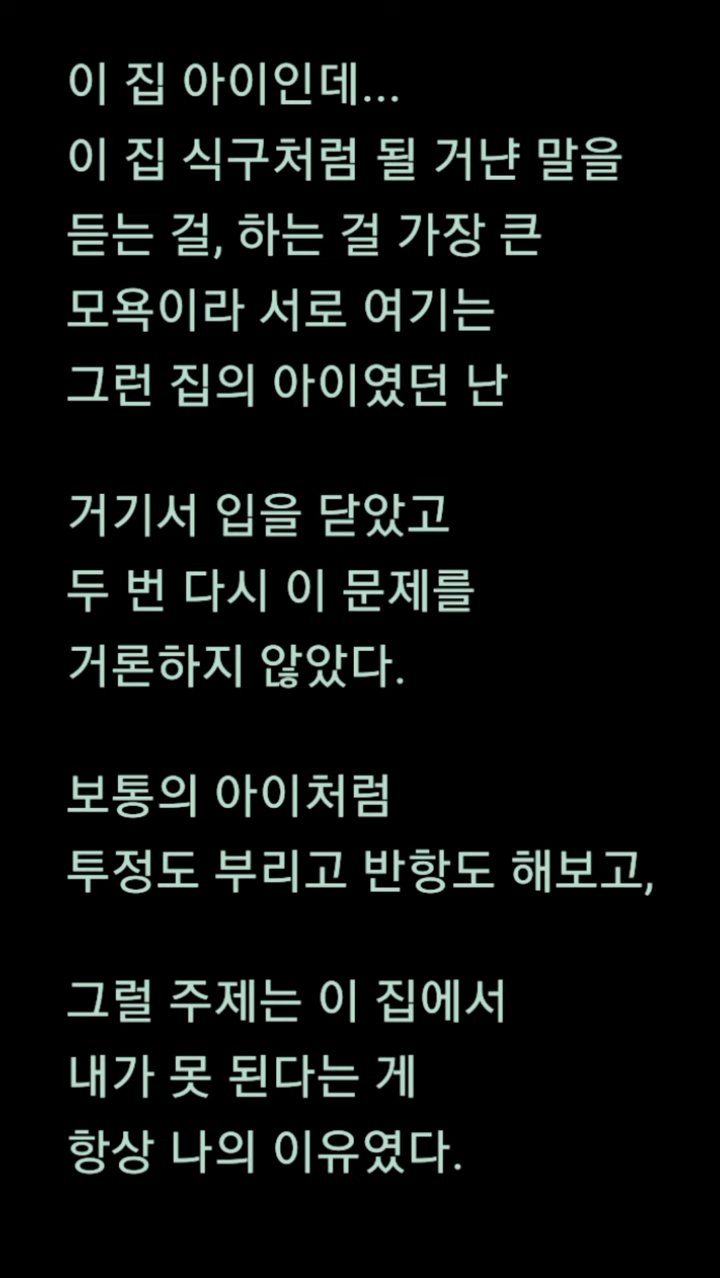 이 집 아이인데...
이 집 식구처럼 될 거냔 말을
듣는 걸, 하는 걸 가장 큰
모욕이라 서로 여기는
그런 집의 아이였던 난
거기서 입을 닫았고
두 번 다시 이 문제를
거론하지 않았다.
보통의 아이처럼
투정도 부리고 반항도 해보고,
그럴 주제는 이 집에서
내가 못 된다는 게
항상 나의 이유였다.